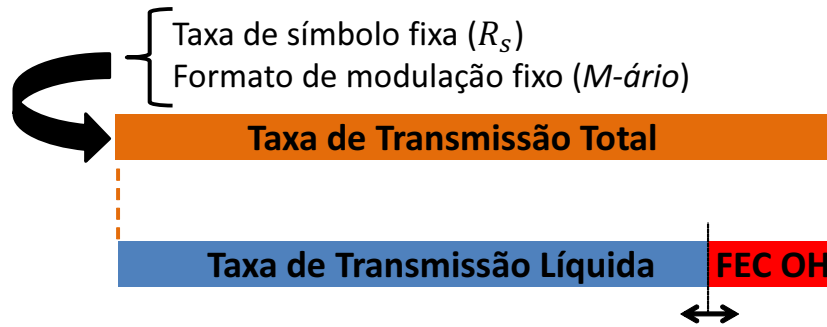 Taxa de símbolo fixa (Rₛ)
Formato de modulação fixo (M-ário)
Taxa de Transmissão Total
Taxa de Transmissão Líquida FEC OH